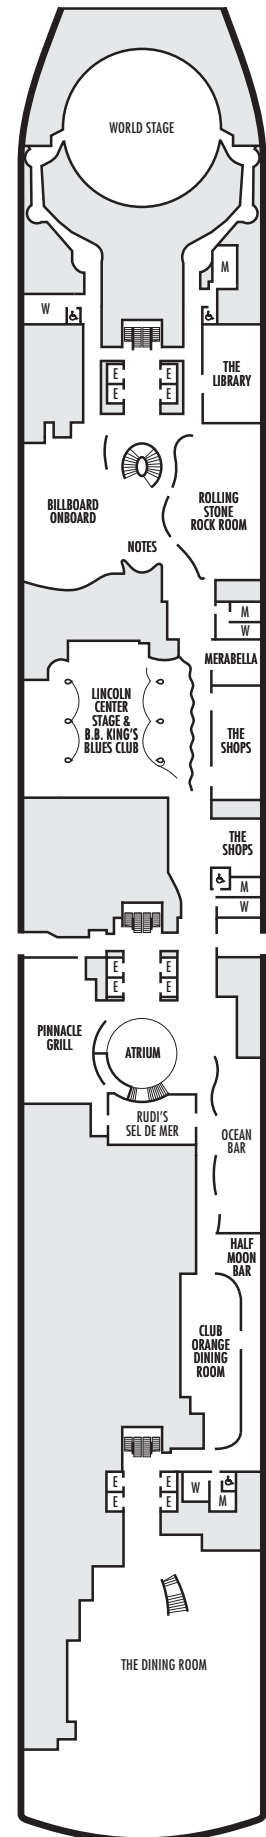 WORLD STAGE
M
W
THE
LIBRARY
E
E
E
E
BILLBOARD
ONBOARD
ROLLING
STONE
ROCK ROOM
NOTES
M
W
MERABELLA
LINCOLN
CENTER
STAGE &
B.B. KING'S
BLUES CLUB
THE
SHOPS
THE
SHOPS
M
W
E
E
E
E
PINNACLE
GRILL
ATRIUM
RUDI'S
SEL DE MER
OCEAN
BAR
HALF
MOON
BAR
CLUB
ORANGE
DINING
ROOM
E
E
E
E
W
M
THE DINING ROOM